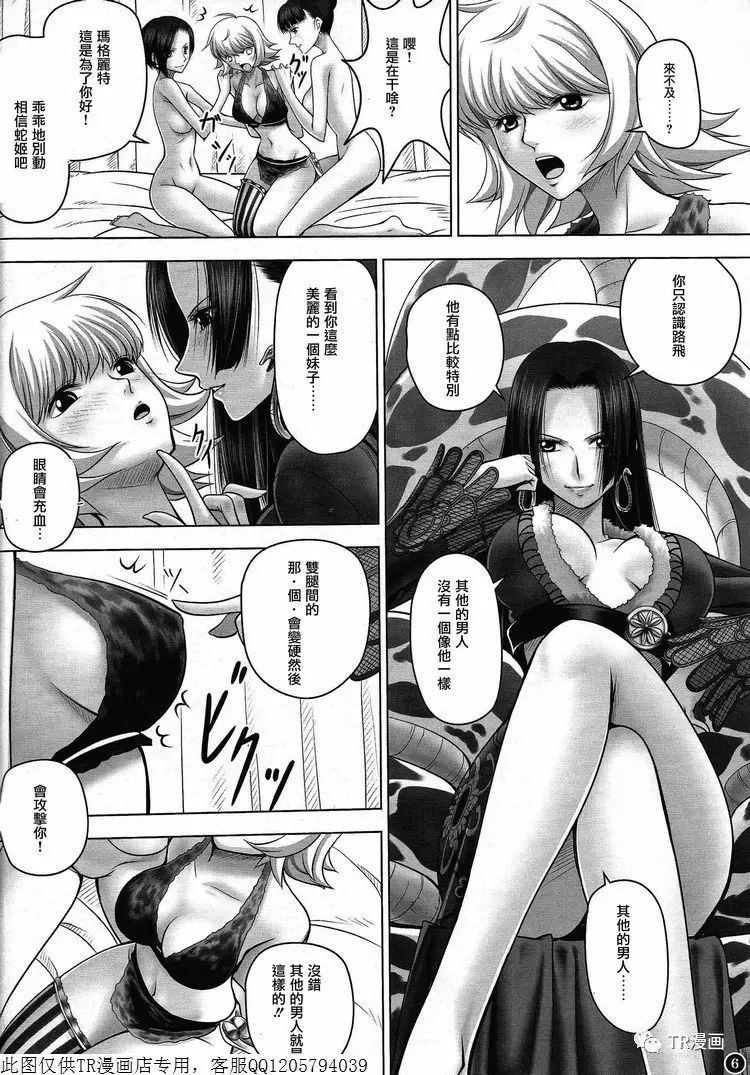 來不及……?
嚶!
這是在干啥?
瑪格麗特
這是為了你好!
乖乖地別動
相信蛇姬吧
你只認識路飛
他有點比較特別
其他的男人
沒有一個像他一樣
其他的男人……
看到你這麼
美麗的一個妹子……
眼睛會充血…
雙腿間的
那·個·會變硬然後
ビビグッ
會攻擊你!
沒錯
其他的男人就是
這樣的!!
TR漫画
6
此图仅供TR漫画店专用，客服QQ1205794039